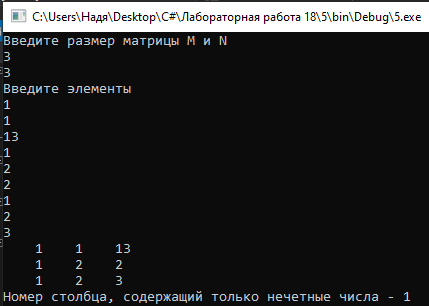 C:\Users\Надя\Desktop\C#\Лабораторная работа 18\5\bin\Debug\5.exe
Введите размер матрицы M и N
3
3
Введите элементы
1
1
13
1
2
2
1
2
3
1 1 13
1 2 2
1 2 3
Номер столбца, содержащий только нечетные числа - 1